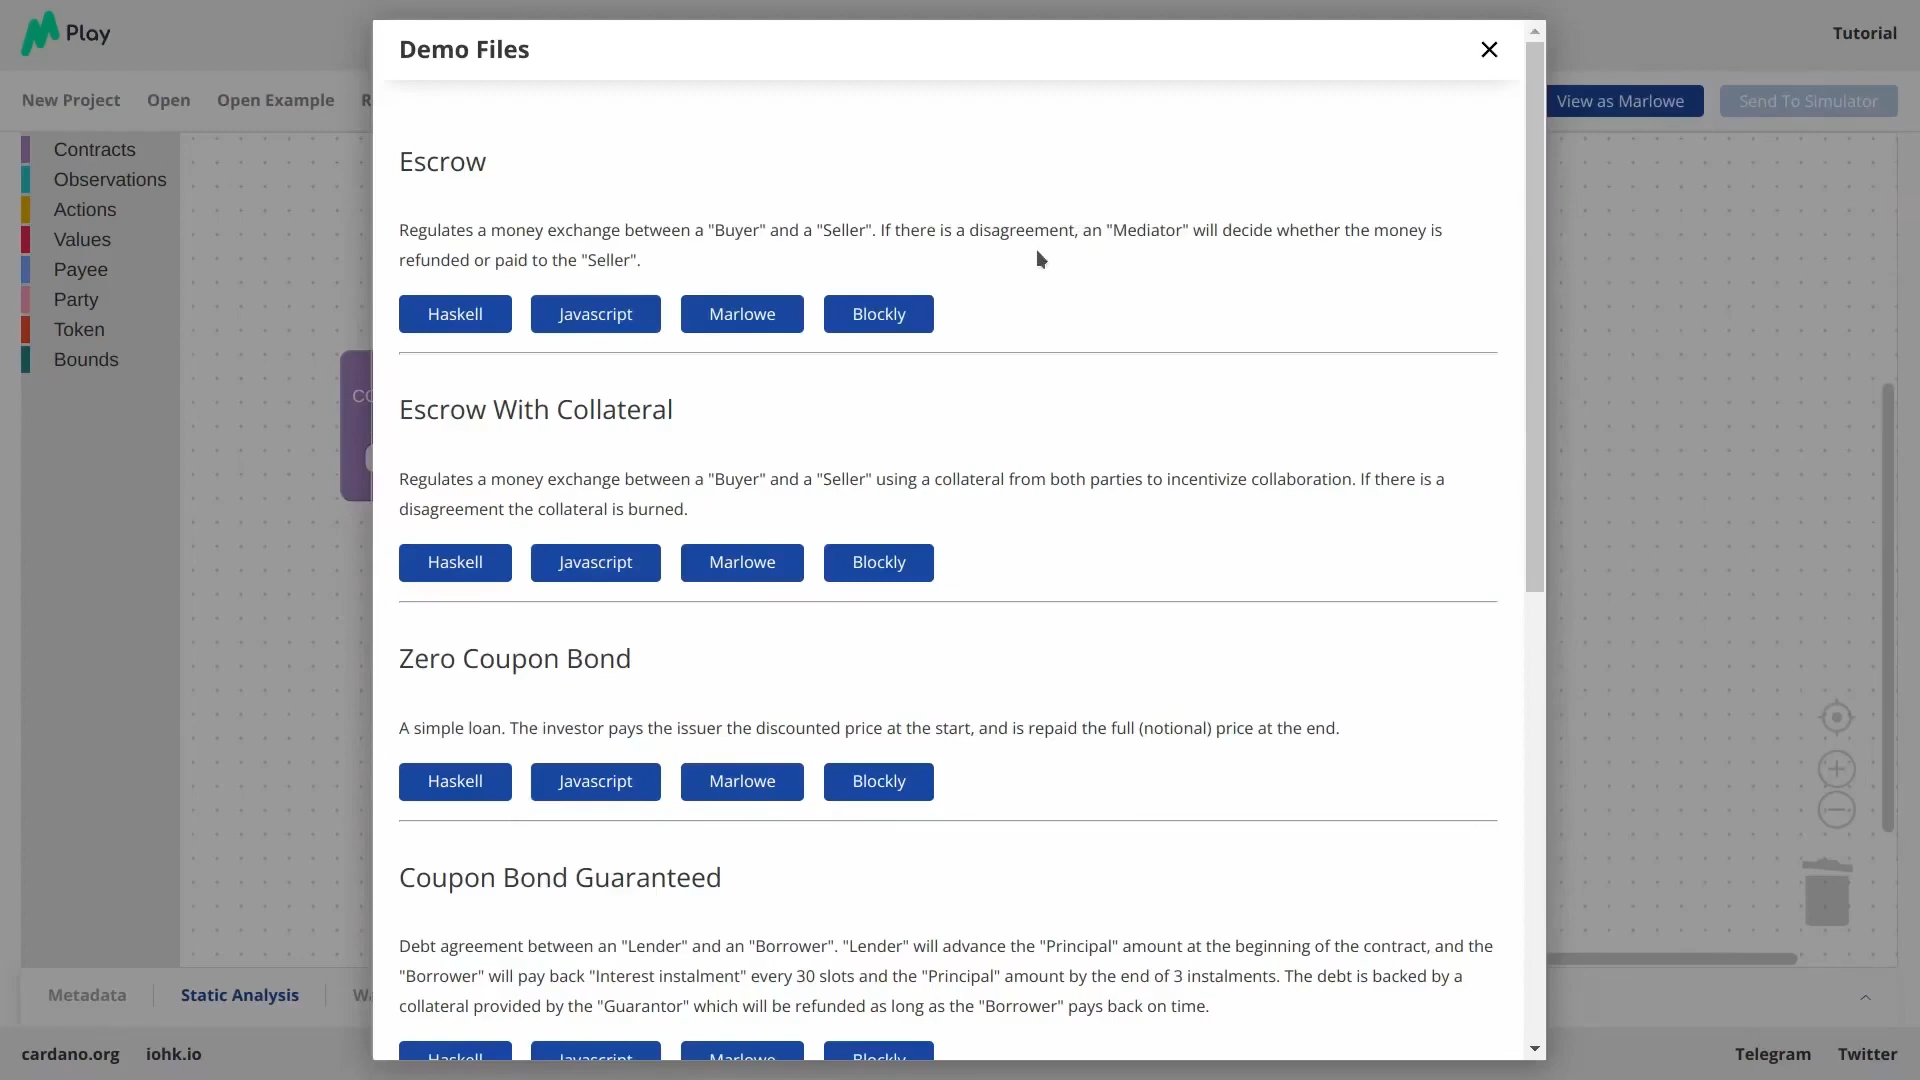 Play
Tutorial
New Project
Open
Open Example
R
View as Marlowe
Send To Simulator
Contracts
Observations
Actions
Values
Payee
Party
Token
Bounds
CO
Demo Files
Escrow
Regulates a money exchange between a "Buyer" and a "Seller". If there is a disagreement, an "Mediator" will decide whether the money is
refunded or paid to the "Seller".
Haskell Javascript Marlowe Blockly
Escrow With Collateral
Regulates a money exchange between a "Buyer" and a "Seller" using a collateral from both parties to incentivize collaboration. If there is a
disagreement the collateral is burned.
Haskell Javascript Marlowe Blockly
Zero Coupon Bond
A simple loan. The investor pays the issuer the discounted price at the start, and is repaid the full (notional) price at the end.
Haskell Javascript Marlowe Blockly
Coupon Bond Guaranteed
Debt agreement between an "Lender" and an "Borrower". "Lender" will advance the "Principal" amount at the beginning of the contract, and the
"Borrower" will pay back "Interest instalment" every 30 slots and the "Principal" amount by the end of 3 instalments. The debt is backed by a
collateral provided by the "Guarantor" which will be refunded as long as the "Borrower" pays back on time.
Haskell Javascript Marlowe Blockly
Metadata
Static Analysis
Wa
cardano.org
iohk.io
Telegram
Twitter